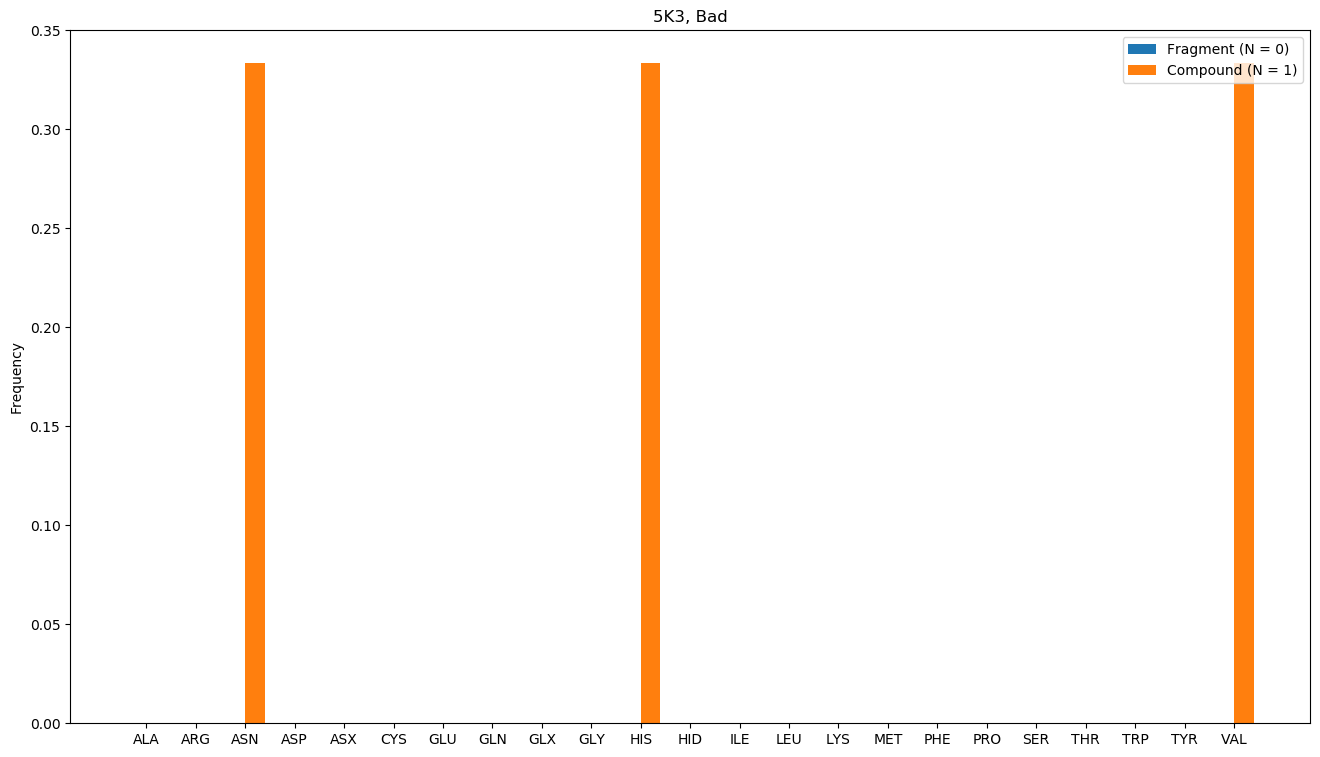 5K3, Bad
Fragment (N = 0)
Compound (N = 1)
Frequency
0.35
0.30
0.25
0.20
0.15
0.10
0.05
0.00
ALA ARG ASN ASP ASX CYS GLU GLN GLX GLY HIS HID ILE LEU LYS MET PHE PRO SER THR TRP TYR VAL